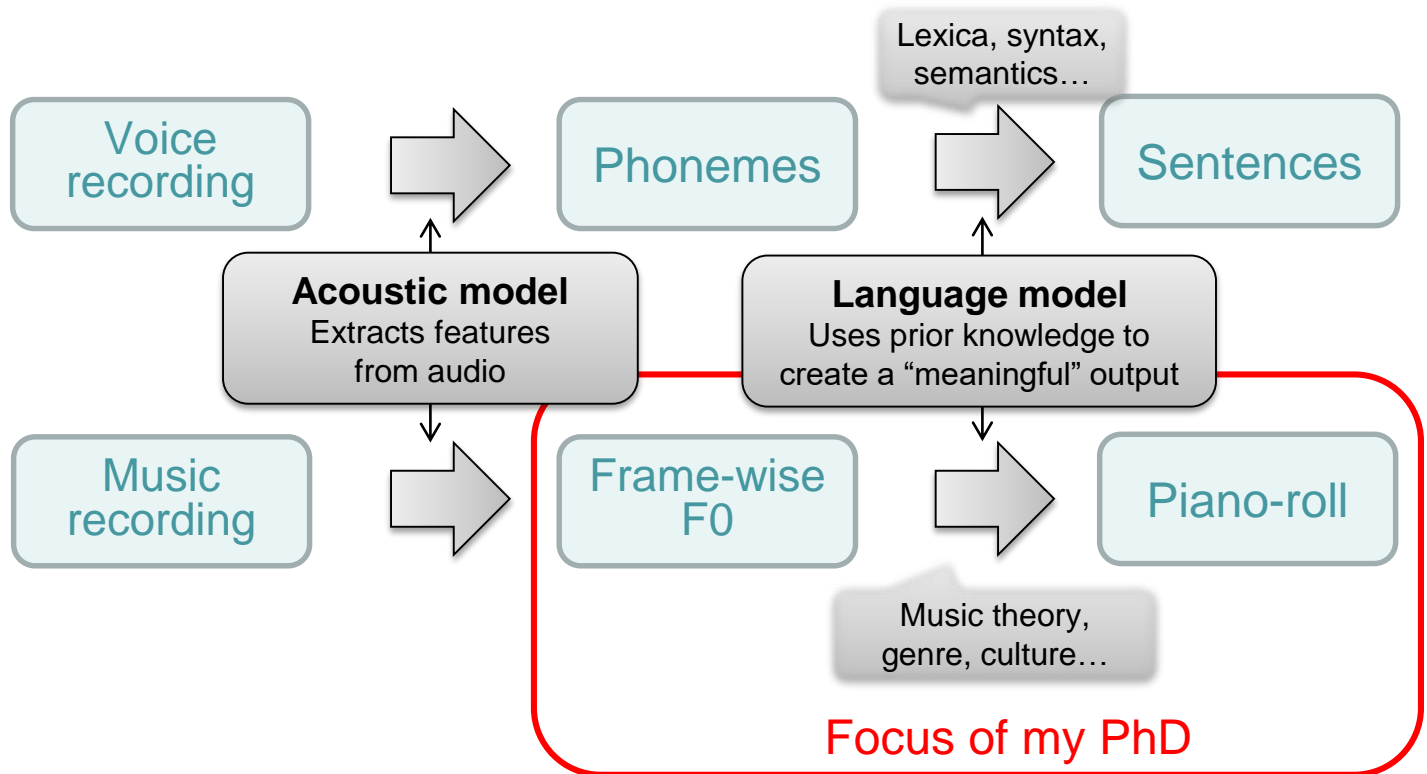 Lexica, syntax,
semantics…
Voice
recording
Phonemes
Sentences
Acoustic model
Extracts features
from audio
Language model
Uses prior knowledge to
create a “meaningful” output
Music
recording
Frame-wise
F0
Piano-roll
Music theory,
genre, culture…
Focus of my PhD